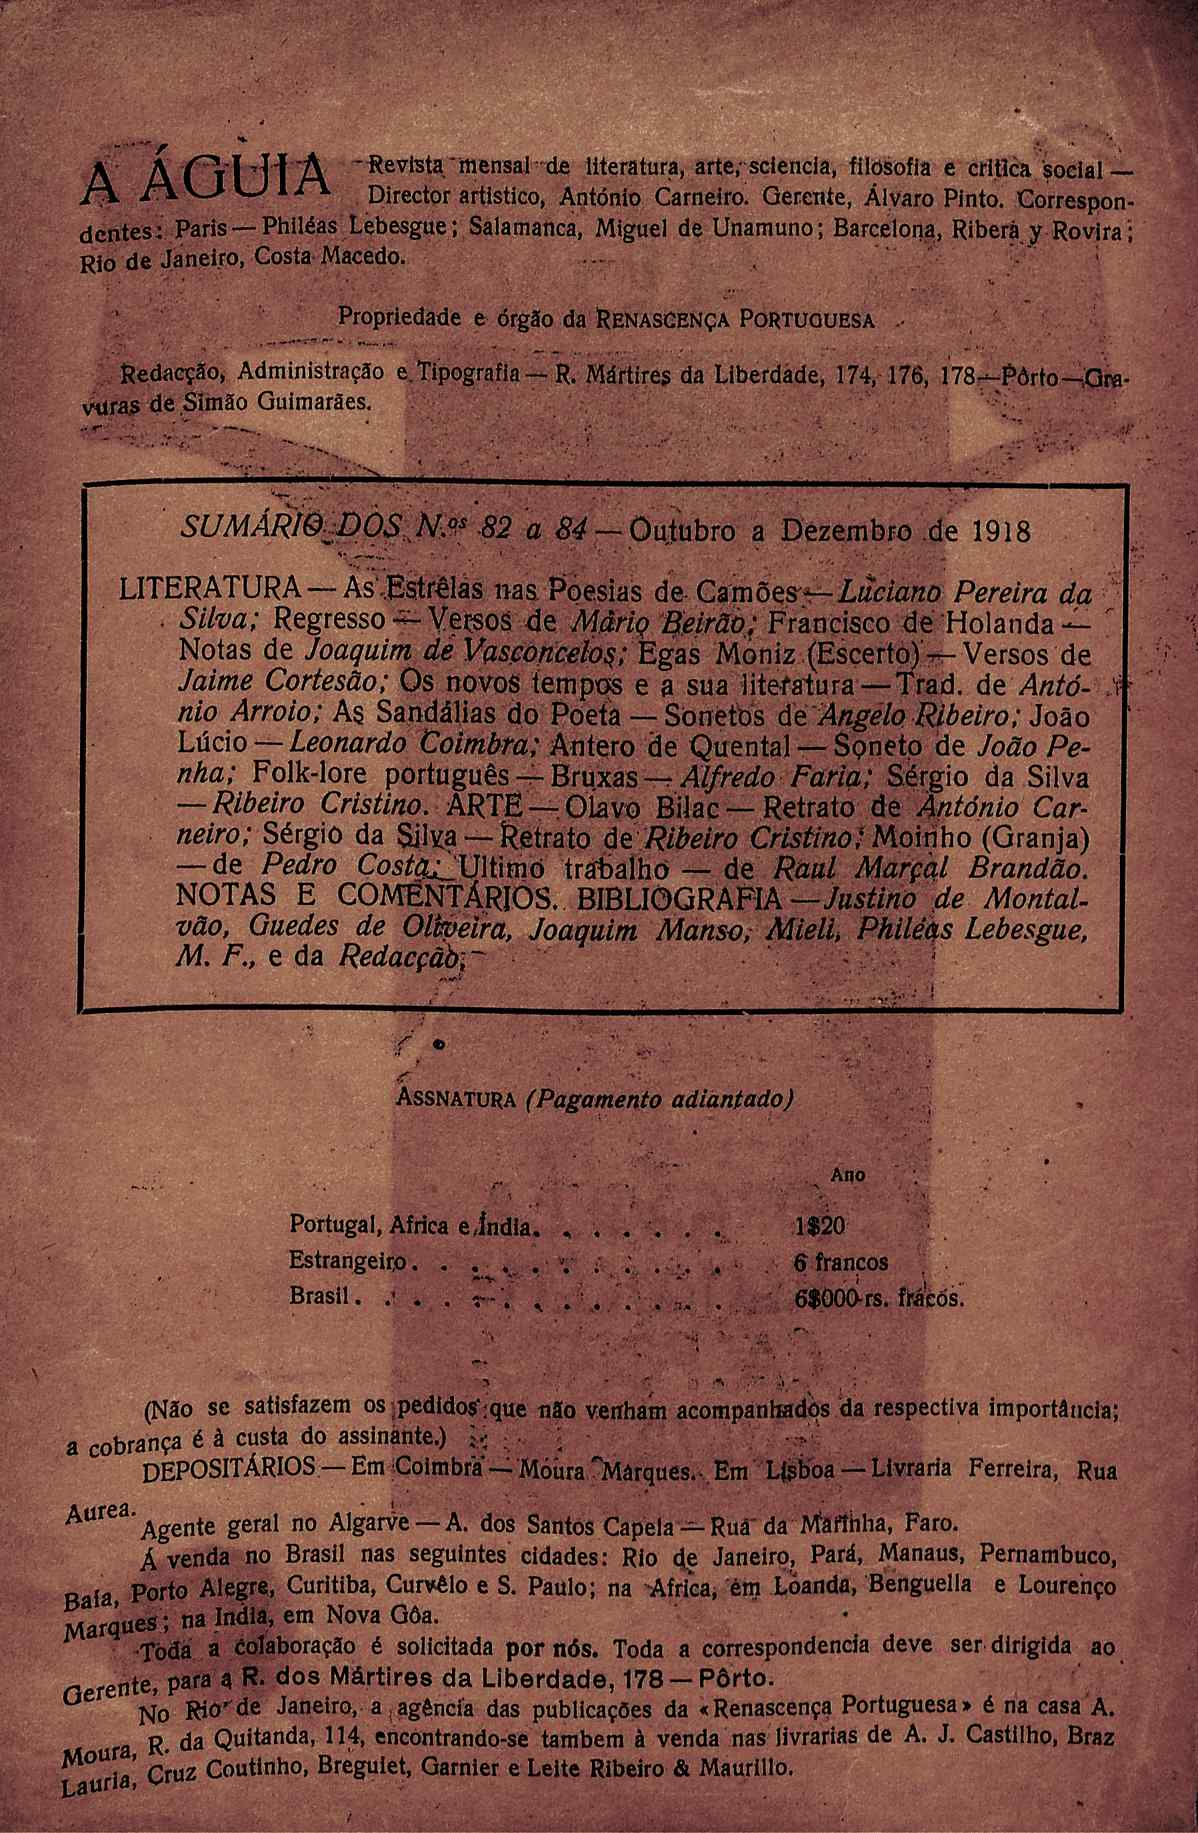 A ÁGUIA — Revista mensal de literatura, arte, sciencia, filosofia e critica social —
Director artistico, António Carneiro. Gerente, Álvaro Pinto. Correspon-
dentes: Paris — Philéas Lebesgue; Salamanca, Miguel de Unamuno; Barcelona, Ribera y Rovira;
Rio de Janeiro, Costa Macedo.
Propriedade e órgão da RENASCENÇA PORTUGUESA
Redacção, Administração e Tipografia — R. Mártires da Liberdade, 174, 176, 178 — Pôrto — Gra-
vuras de Simão Guimarães.
SUMÁRIO DOS N.os 82 a 84 — Outubro a Dezembro de 1918
LITERATURA — As Estrêlas nas Poesias de Camões — Luciano Pereira da
Silva; Regresso — Versos de Mário Beirão; Francisco de Holanda —
Notas de Joaquim de Vasconcelos; Egas Moniz (Escerto) — Versos de
Jaime Cortesão; Os novos tempos e a sua literatura — Trad. de Antó-
nio Arroio; As Sandálias do Poeta — Sonetos de Angelo Ribeiro; João
Lúcio — Leonardo Coimbra; Antero de Quental — Soneto de João Pe-
nha; Folk-lore português — Bruxas — Alfredo Faria; Sérgio da Silva
— Ribeiro Cristino. ARTE — Olavo Bilac — Retrato de António Car-
neiro; Sérgio da Silva — Retrato de Ribeiro Cristino; Moinho (Granja)
— de Pedro Costa; Ultimo trabalho — de Raul Marçal Brandão.
NOTAS E COMENTÁRIOS. BIBLIOGRAFIA — Justino de Montal-
vão, Guedes de Oliveira, Joaquim Manso, Mieli, Philéas Lebesgue,
M. F., e da Redacção.
ASSNATURA (Pagamento adiantado)
Ano
Portugal, Africa e Índia. . . . . . . 1$20
Estrangeiro. . . . . . . . . . . 6 francos
Brasil. . . . . . . . . . . . 6$000 rs. fracos.
(Não se satisfazem os pedidos que não venham acompanhados da respectiva importância;
a cobrança é à custa do assinante.)
DEPOSITÁRIOS — Em Coimbra — Moura Marques. Em Lisboa — Livraria Ferreira, Rua
Aurea.
Agente geral no Algarve — A. dos Santos Capela — Rua da Marinha, Faro.
Á venda no Brasil nas seguintes cidades: Rio de Janeiro, Pará, Manaus, Pernambuco,
Baía, Porto Alegre, Curitiba, Curvêlo e S. Paulo; na Africa, em Loanda, Benguella e Lourenço
Marques; na India, em Nova Gôa.
Toda a colaboração é solicitada por nós. Toda a correspondencia deve ser dirigida ao
Gerente, para a R. dos Mártires da Liberdade, 178 — Pôrto.
No Rio de Janeiro, a agência das publicações da «Renascença Portuguesa» é na casa A.
Moura, R. da Quitanda, 114, encontrando-se tambem à venda nas livrarias de A. J. Castilho, Braz
Lauria, Cruz Coutinho, Breguiet, Garnier e Leite Ribeiro & Maurillo.